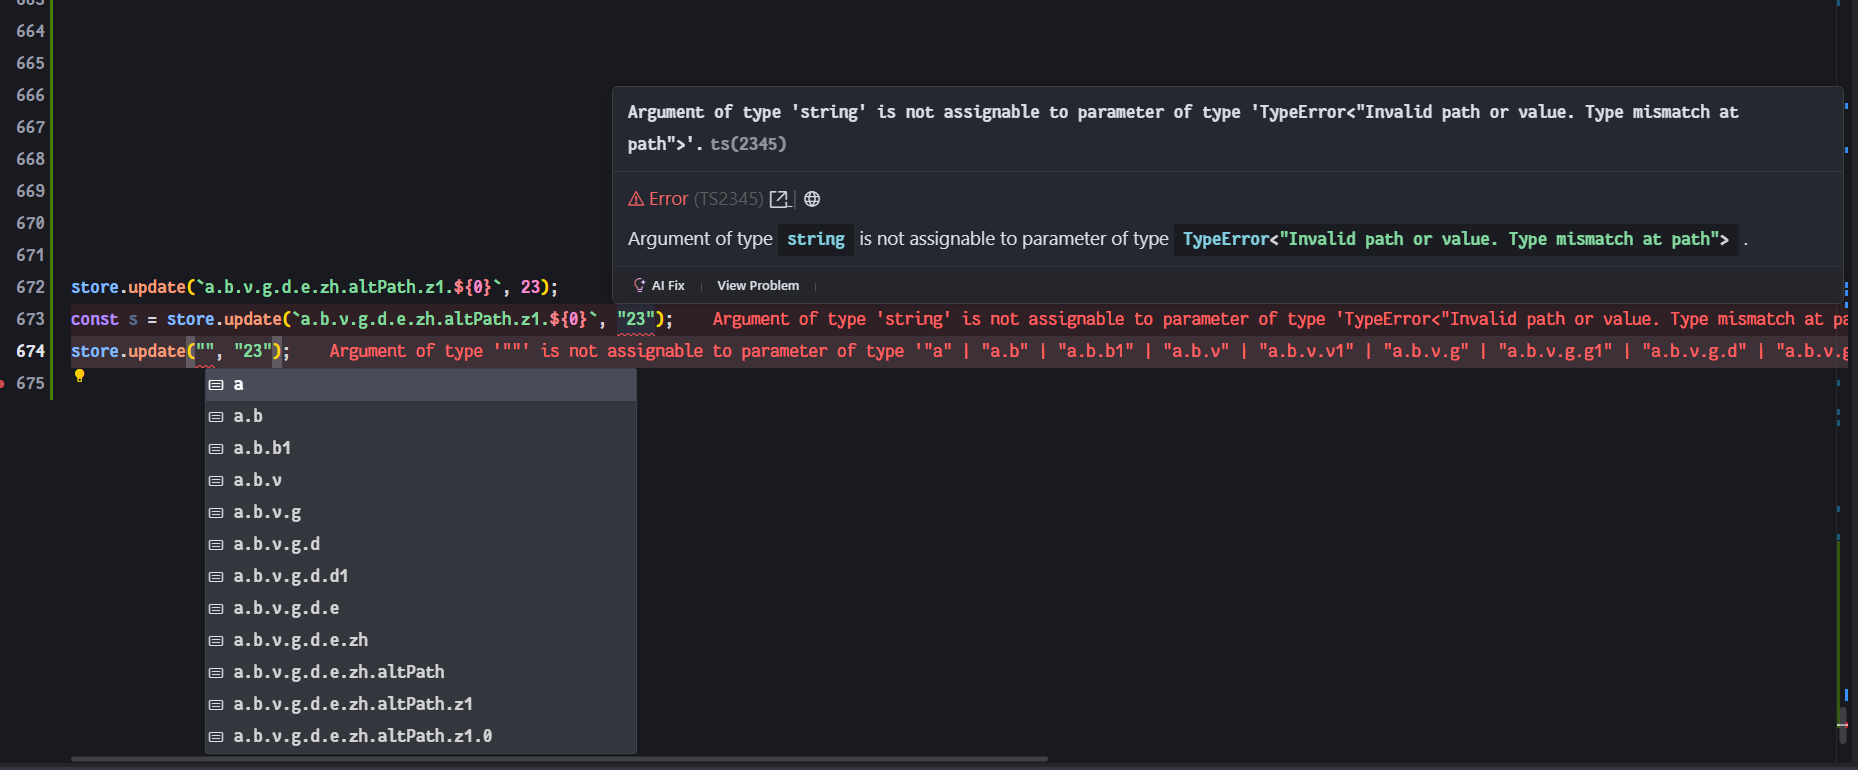 663
664
665
666
667
668
669
670
671
672 store.update(`a.b.v.g.d.e.zh.altPath.z1.${0}`, 23);
673 const s = store.update(`a.b.v.g.d.e.zh.altPath.z1.${0}`, "23"); Argument of type 'string' is not assignable to parameter of type 'TypeError<"Invalid path or value. Type mismatch at pa
674 store.update("", "23"); Argument of type '""' is not assignable to parameter of type '"a" | "a.b" | "a.b.b1" | "a.b.v" | "a.b.v.v1" | "a.b.v.g" | "a.b.v.g.g1" | "a.b.v.g.d" | "a.b.v.g
675
Argument of type 'string' is not assignable to parameter of type 'TypeError<"Invalid path or value. Type mismatch at
path">'. ts(2345)
Error (TS2345) |
Argument of type string is not assignable to parameter of type TypeError<"Invalid path or value. Type mismatch at path"> .
AI Fix | View Problem |
a
a.b
a.b.b1
a.b.v
a.b.v.g
a.b.v.g.d
a.b.v.g.d.d1
a.b.v.g.d.e
a.b.v.g.d.e.zh
a.b.v.g.d.e.zh.altPath
a.b.v.g.d.e.zh.altPath.z1
a.b.v.g.d.e.zh.altPath.z1.0